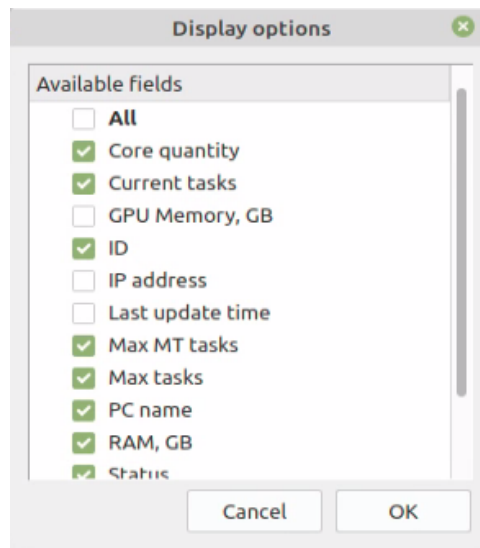 Display options
Available fields
All
Core quantity
Current tasks
GPU Memory, GB
ID
IP address
Last update time
Max MT tasks
Max tasks
PC name
RAM, GB
Status
Cancel OK